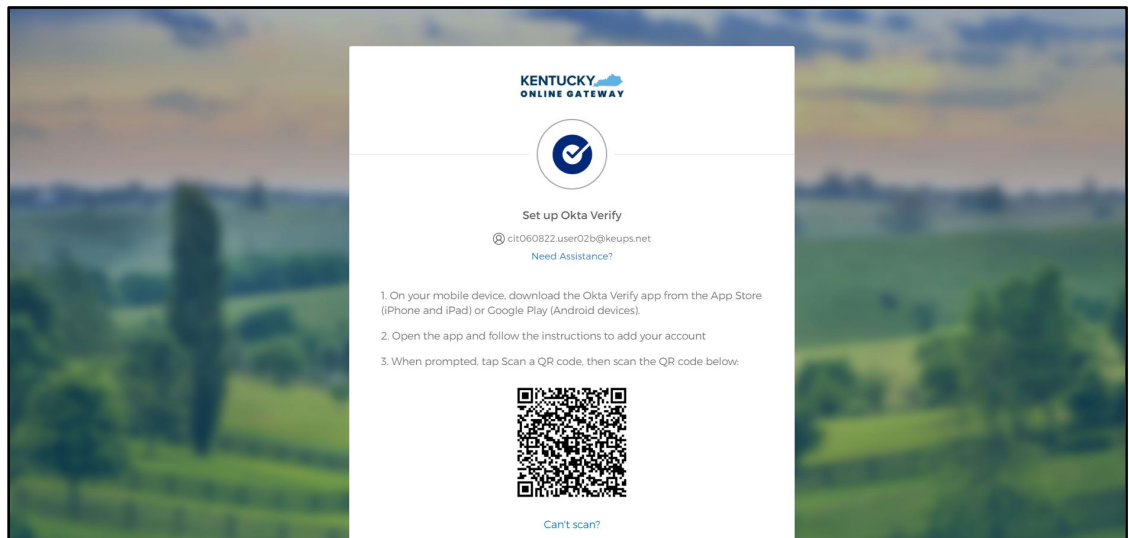 KENTUCKY
ONLINE GATEWAY
Set up Okta Verify
cit060822.user02b@keups.net
Need Assistance?
1. On your mobile device, download the Okta Verify app from the App Store
(iPhone and iPad) or Google Play (Android devices).
2. Open the app and follow the instructions to add your account
3. When prompted, tap Scan a QR code, then scan the QR code below:
Can't scan?